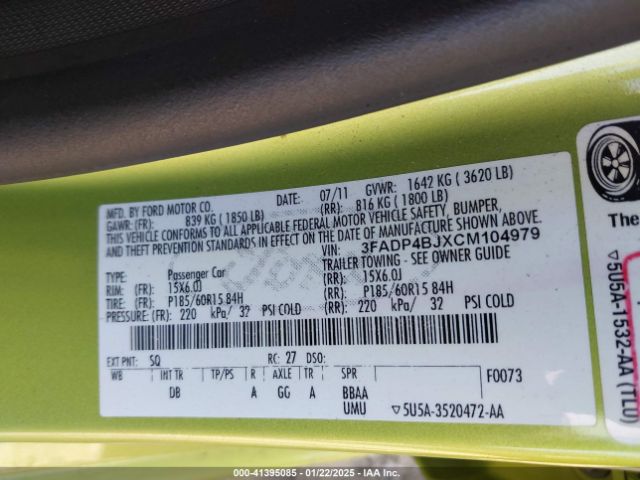 MFD. BY FORD MOTOR CO.
DATE: 07/11 GVWR: 1642 KG ( 3620 LB)
GAWR: (FR): 839 KG ( 1850 LB) (RR): 816 KG ( 1800 LB)
VEHICLE CONFORMS TO ALL APPLICABLE FEDERAL MOTOR VEHICLE SAFETY, BUMPER,
AND THEFT PREVENTION STANDARDS IN EFFECT ON THE DATE OF MANUFACTURE SHOWN ABOVE.
VIN: 3FADP4BJXCM104979
TYPE: Passenger Car TRAILER TOWING - SEE OWNER GUIDE
RIM: (FR): 15X6.0J (RR): 15X6.0J
TIRE: (FR): P185/60R15 84H (RR): P185/60R15 84H
PRESSURE: (FR): 220 kPa/ 32 PSI COLD (RR): 220 kPa/ 32 PSI COLD
EXT PNT: SQ RC: 27 DSO:
WB INT TR TP/PS R AXLE TR SPR F0073
DB A GG A BBAA
UMU ▽5U5A-3520472-AA
The
▽5U5A-1532-AA (TLO)
000-41395085 - 01/22/2025 - IAA Inc.